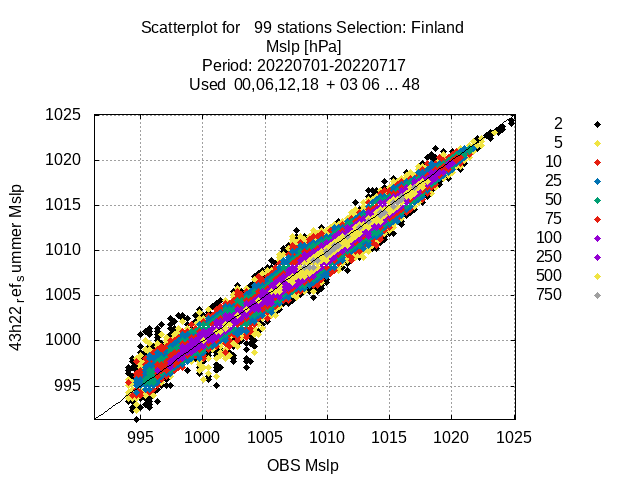 Scatterplot for 99 stations Selection: Finland
Mslp [hPa]
Period: 20220701-20220717
Used 00,06,12,18 + 03 06 ... 48
1025
1020
1015
1010
1005
1000
995
43h22_ref_summer Mslp
995 1000 1005 1010 1015 1020 1025
OBS Mslp
2
5
10
25
50
75
100
250
500
750